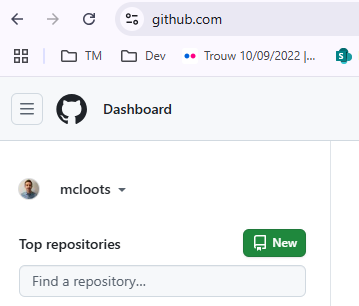 github.com
TM
Dev
Trouw 10/09/2022 |...
Dashboard
mcloots
Top repositories
New
Find a repository...